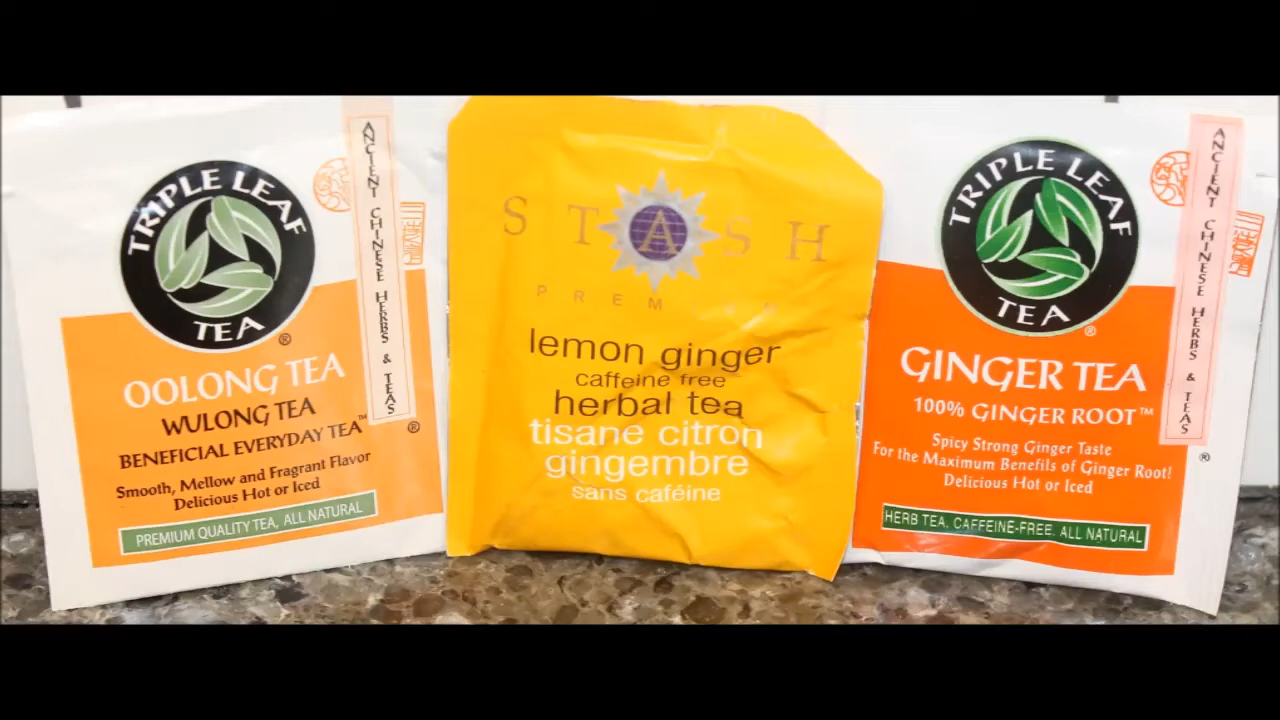 TRIPLE LEAF
TEA
®
ANCIENT CHINESE HERBS & TEAS
®
OOLONG TEA
WULONG TEA
BENEFICIAL EVERYDAY TEA™
Smooth, Mellow and Fragrant Flavor
Delicious Hot or Iced
PREMIUM QUALITY TEA, ALL NATURAL
STASH
lemon ginger
caffeine free
herbal tea
tisane citron
gingembre
sans caféine
TRIPLE LEAF
TEA
®
ANCIENT CHINESE HERBS & TEAS
®
GINGER TEA
100% GINGER ROOT™
Spicy Strong Ginger Taste
For the Maximum Benefits of Ginger Root!
Delicious Hot or Iced
HERB TEA, CAFFEINE-FREE, ALL NATURAL